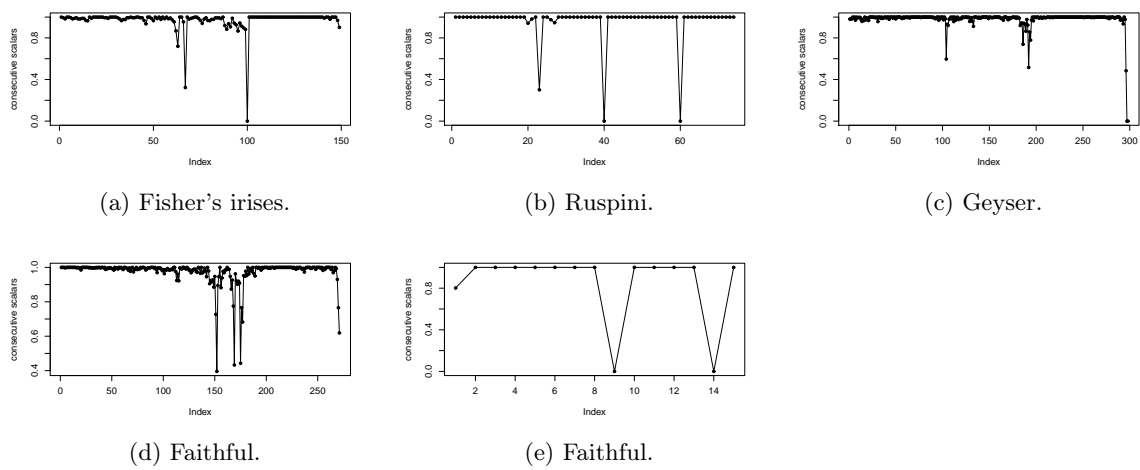 consecutive scalars
0.0 0.4 0.8
0 50 100 150
Index
(a) Fisher's irises.
consecutive scalars
0.0 0.4 0.8
0 20 40 60
Index
(b) Ruspini.
consecutive scalars
0.0 0.4 0.8
0 50 100 150 200 250 300
Index
(c) Geyser.
consecutive scalars
0.4 0.6 0.8 1.0
0 50 100 150 200 250
Index
(d) Faithful.
consecutive scalars
0.0 0.4 0.8
2 4 6 8 10 12 14
Index
(e) Faithful.